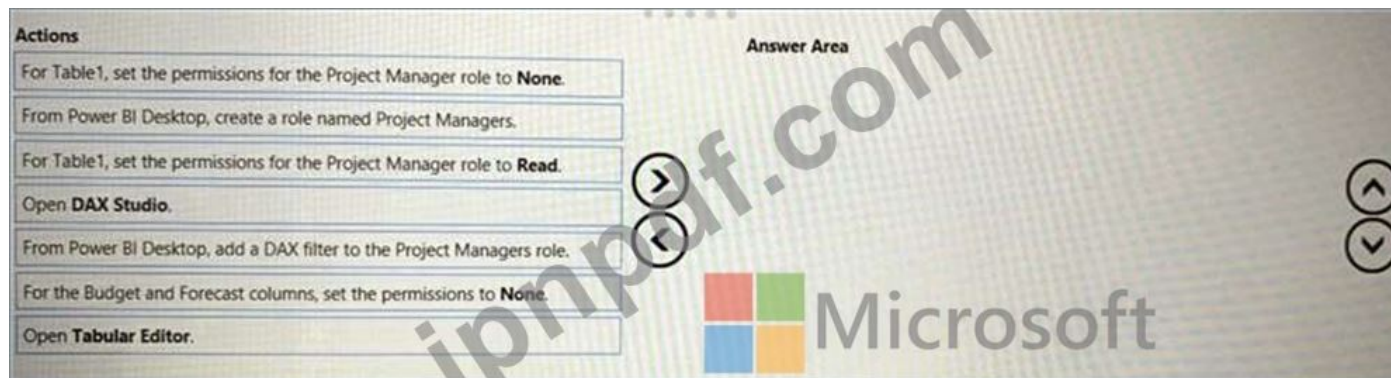 Actions
Answer Area
For Table1, set the permissions for the Project Manager role to None.
From Power BI Desktop, create a role named Project Managers.
For Table1, set the permissions for the Project Manager role to Read.
Open DAX Studio.
From Power BI Desktop, add a DAX filter to the Project Managers role.
For the Budget and Forecast columns, set the permissions to None.
Open Tabular Editor.
jpnpdf.com
Microsoft